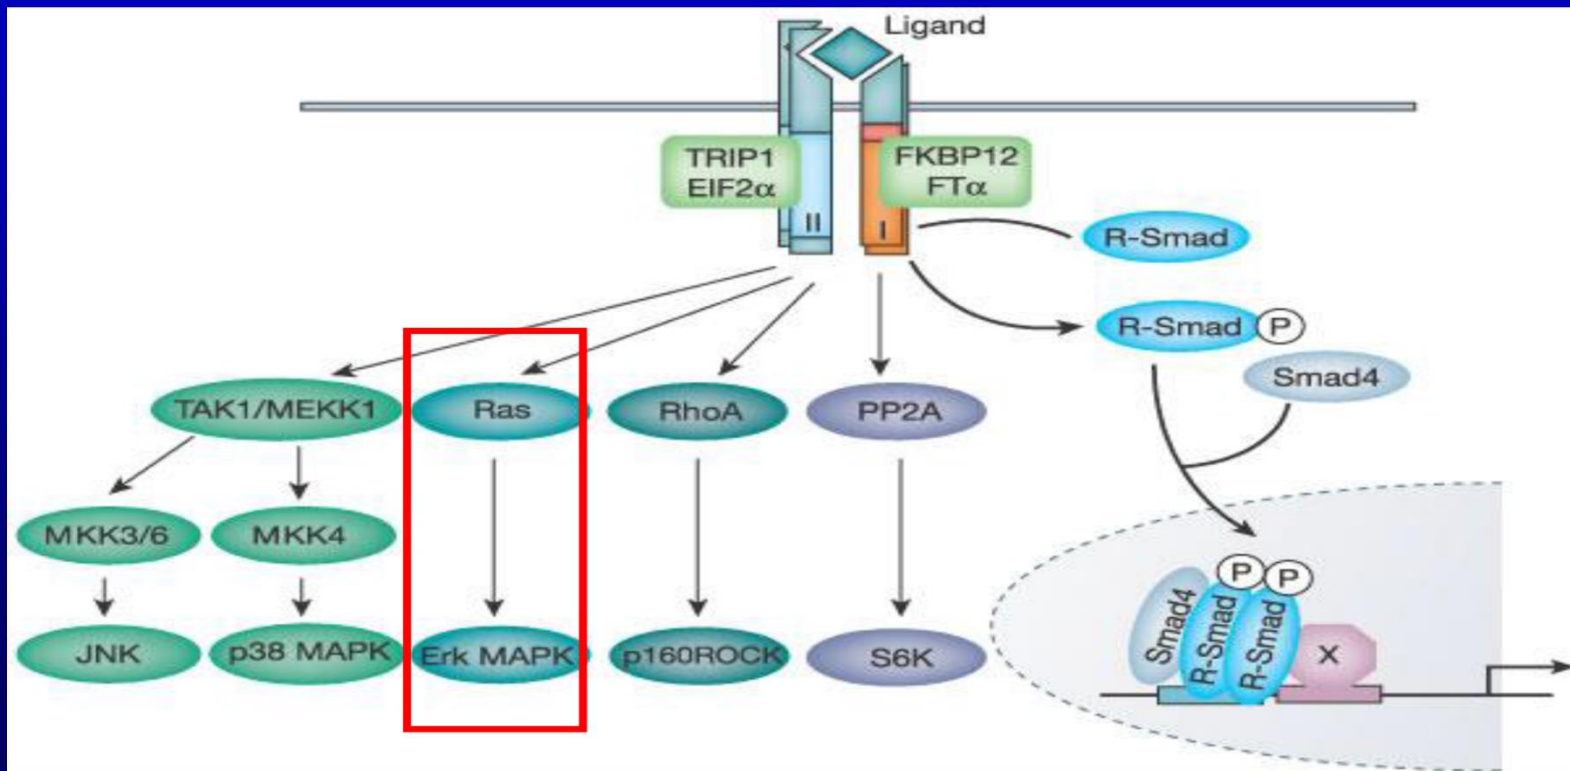 Ligand
TRIP1
EIF2α
FKBP12
FTα
II
I
R-Smad
R-Smad
P
Smad4
TAK1/MEKK1
Ras
RhoA
PP2A
MKK3/6
MKK4
JNK
p38 MAPK
Erk MAPK
p160ROCK
S6K
P
P
Smad4
R-Smad
R-Smad
X